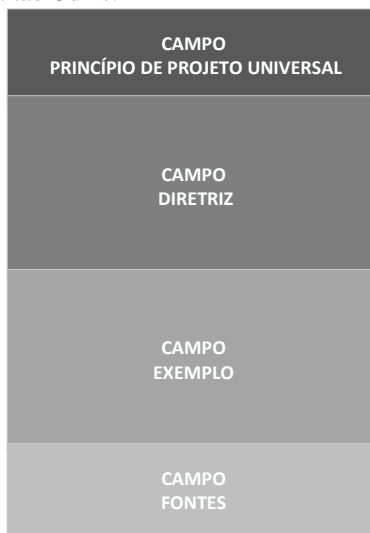 CAMPO
PRINCÍPIO DE PROJETO UNIVERSAL
CAMPO
DIRETRIZ
CAMPO
EXEMPLO
CAMPO
FONTES